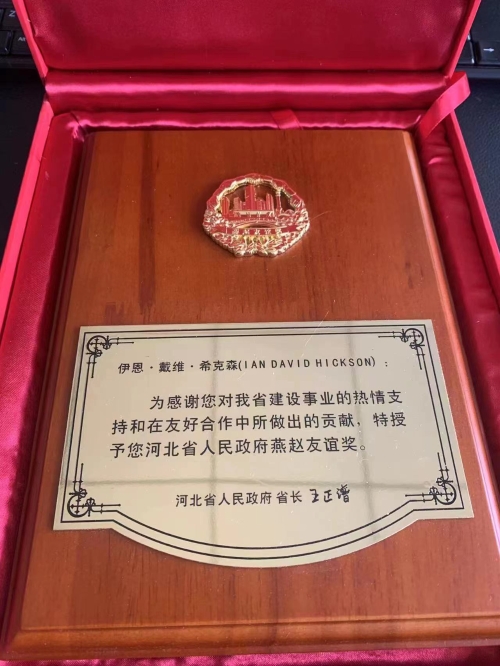 伊恩·戴维·希克森(IAN DAVID HICKSON)：
为感谢您对我省建设事业的热情支
持和在友好合作中所做出的贡献，特授
予您河北省人民政府燕赵友谊奖。
河北省人民政府 省长 王正谱